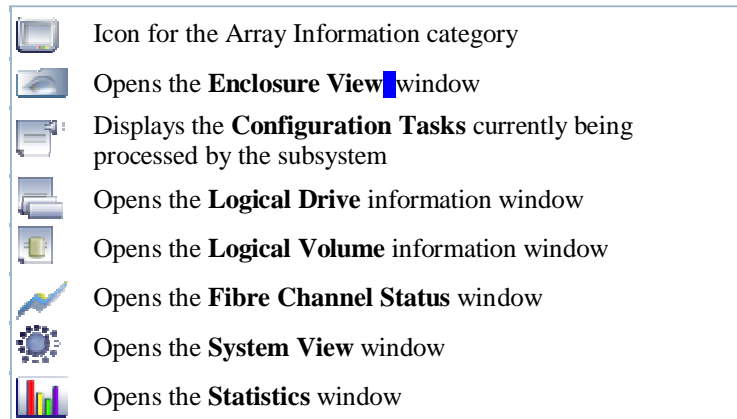 Icon for the Array Information category
Opens the Enclosure View window
Displays the Configuration Tasks currently being
processed by the subsystem
Opens the Logical Drive information window
Opens the Logical Volume information window
Opens the Fibre Channel Status window
Opens the System View window
Opens the Statistics window